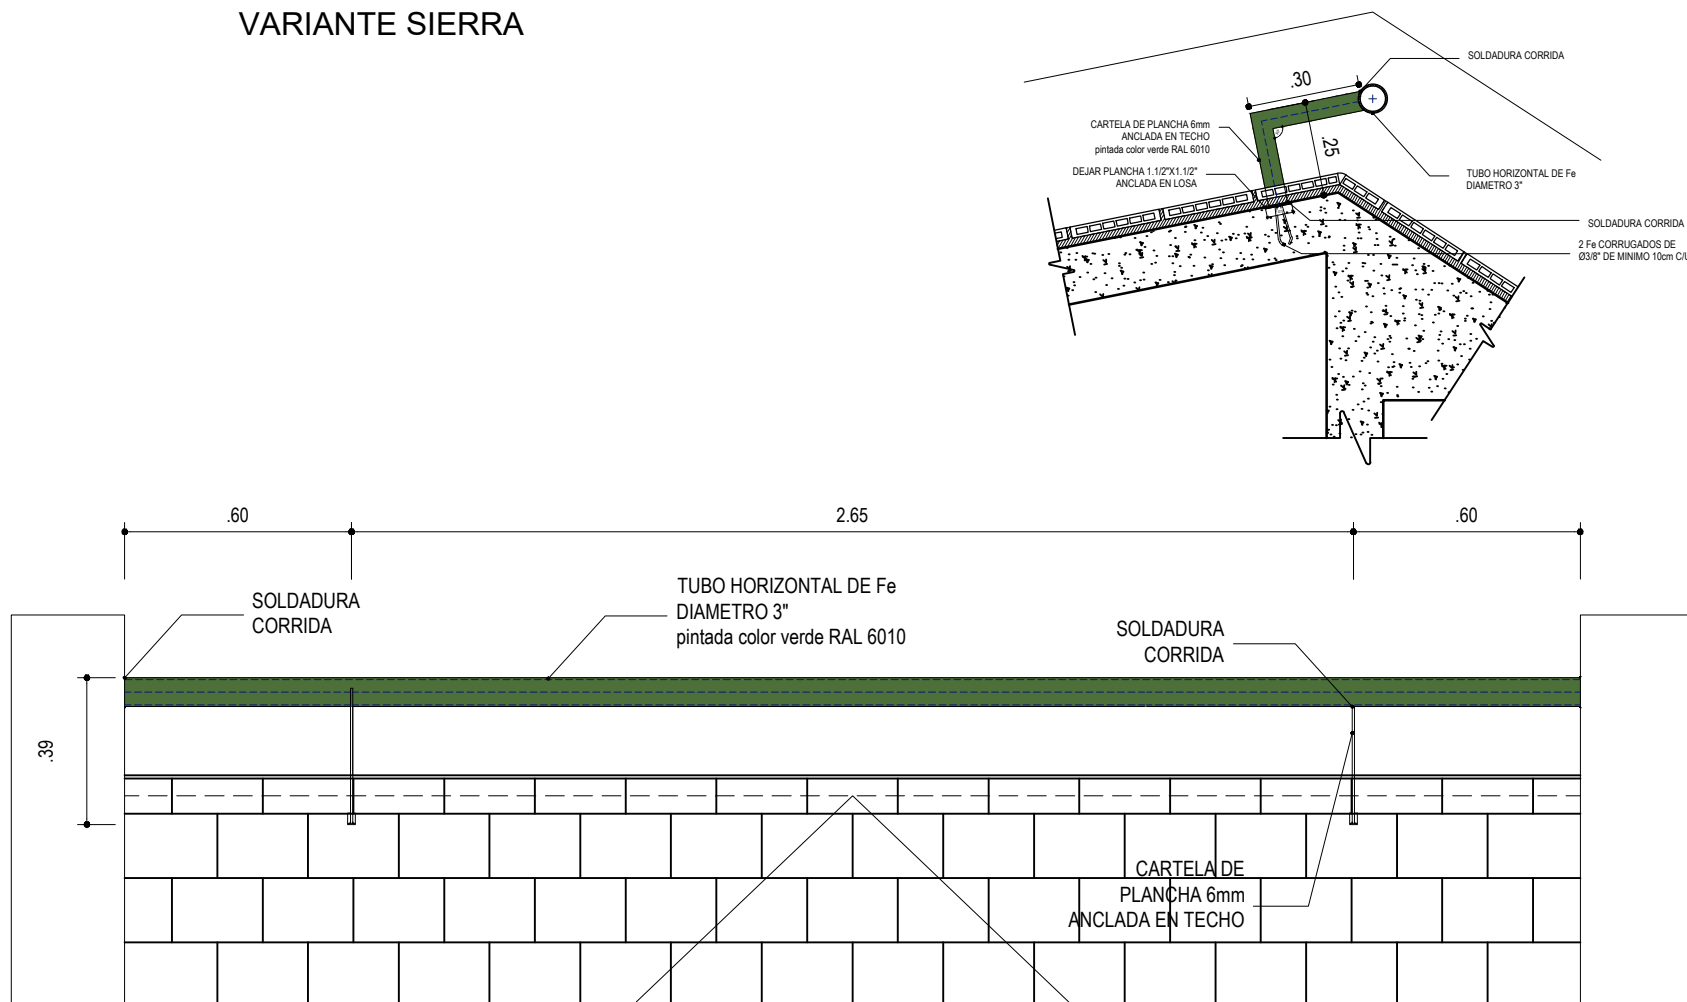 VARIANTE SIERRA
SOLDADURA CORRIDA
.30
CARTELA DE PLANCHA 6mm
ANCLADA EN TECHO
pintada color verde RAL 6010
.25
DEJAR PLANCHA 1.1/2"X1.1/2"
ANCLADA EN LOSA
TUBO HORIZONTAL DE Fe
DIAMETRO 3"
SOLDADURA CORRIDA
2 Fe CORRUGADOS DE
Ø3/8" DE MINIMO 10cm C/U
.60
2.65
.60
SOLDADURA
CORRIDA
TUBO HORIZONTAL DE Fe
DIAMETRO 3"
pintada color verde RAL 6010
SOLDADURA
CORRIDA
.39
CARTELA DE
PLANCHA 6mm
ANCLADA EN TECHO